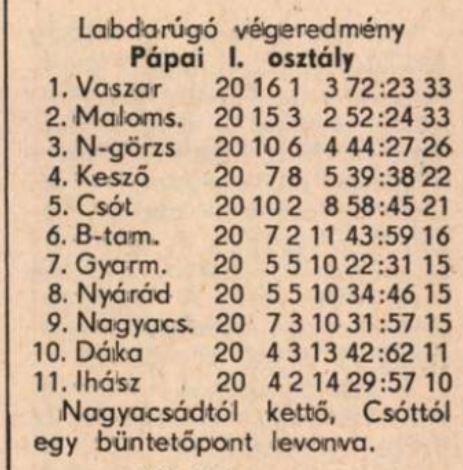 Labdarúgó végeredmény
Pápai I. osztály
1. Vaszar 20 16 1 3 72:23 33
2. Maloms. 20 15 3 2 52:24 33
3. N-görzs 20 10 6 4 44:27 26
4. Kesző 20 7 8 5 39:38 22
5. Csót 20 10 2 8 58:45 21
6. B-tam. 20 7 2 11 43:59 16
7. Gyarm. 20 5 5 10 22:31 15
8. Nyárád 20 5 5 10 34:46 15
9. Nagyacs. 20 7 3 10 31:57 15
10. Dáka 20 4 3 13 42:62 11
11. Ihász 20 4 2 14 29:57 10
Nagyacsádtól kettő, Csóttól
egy büntetőpont levonva.